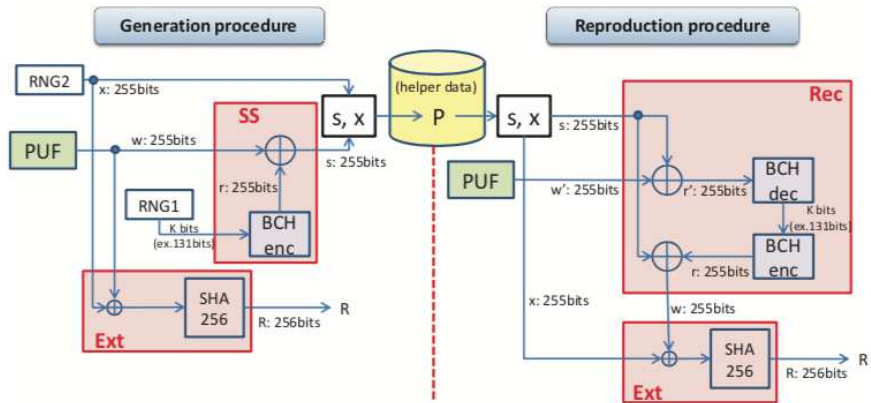 Generation procedure
Reproduction procedure
RNG2
x: 255bits
(helper data)
SS
s, x
P
s, x
Rec
PUF
w: 255bits
s: 255bits
s: 255bits
r: 255bits
RNG1
K bits
(ex.131bits)
BCH
enc
PUF
w’: 255bits
r’: 255bits
BCH
dec
K bits
(ex.131bits)
BCH
enc
r: 255bits
SHA
256
R
R: 256bits
Ext
x: 255bits
w: 255bits
SHA
256
R
R: 256bits
Ext